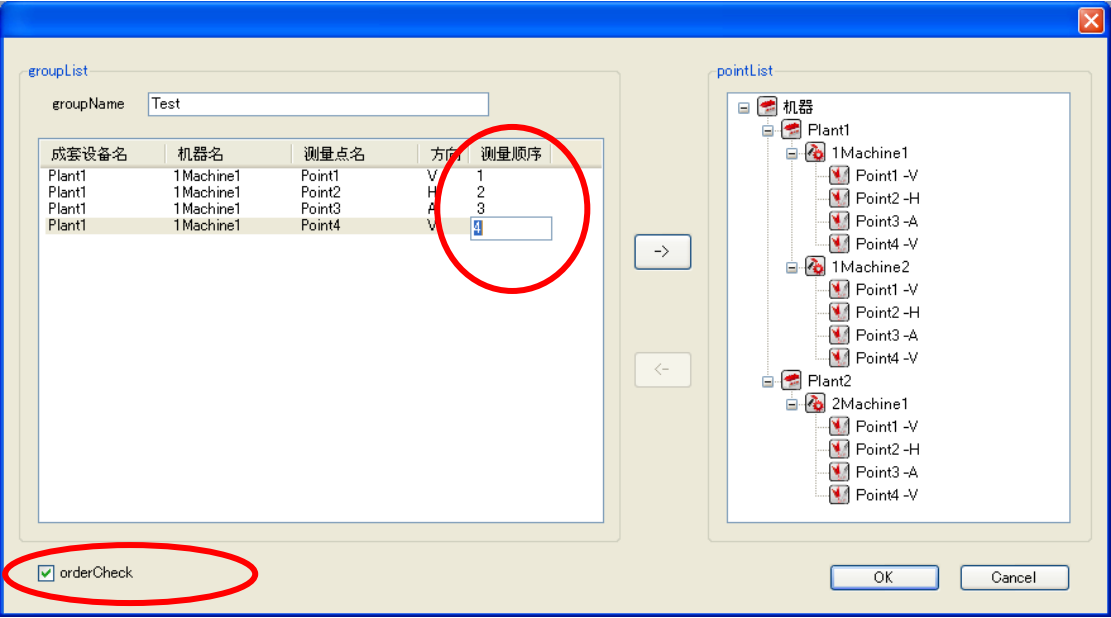 groupList
groupName Test
成套设备名 机器名 测量点名 方向 测量顺序
Plant1 1Machine1 Point1 V 1
Plant1 1Machine1 Point2 H 2
Plant1 1Machine1 Point3 A 3
Plant1 1Machine1 Point4 V 4
->
<-
pointList
机器
Plant1
1Machine1
Point1 -V
Point2 -H
Point3 -A
Point4 -V
1Machine2
Point1 -V
Point2 -H
Point3 -A
Point4 -V
Plant2
2Machine1
Point1 -V
Point2 -H
Point3 -A
Point4 -V
orderCheck
OK
Cancel